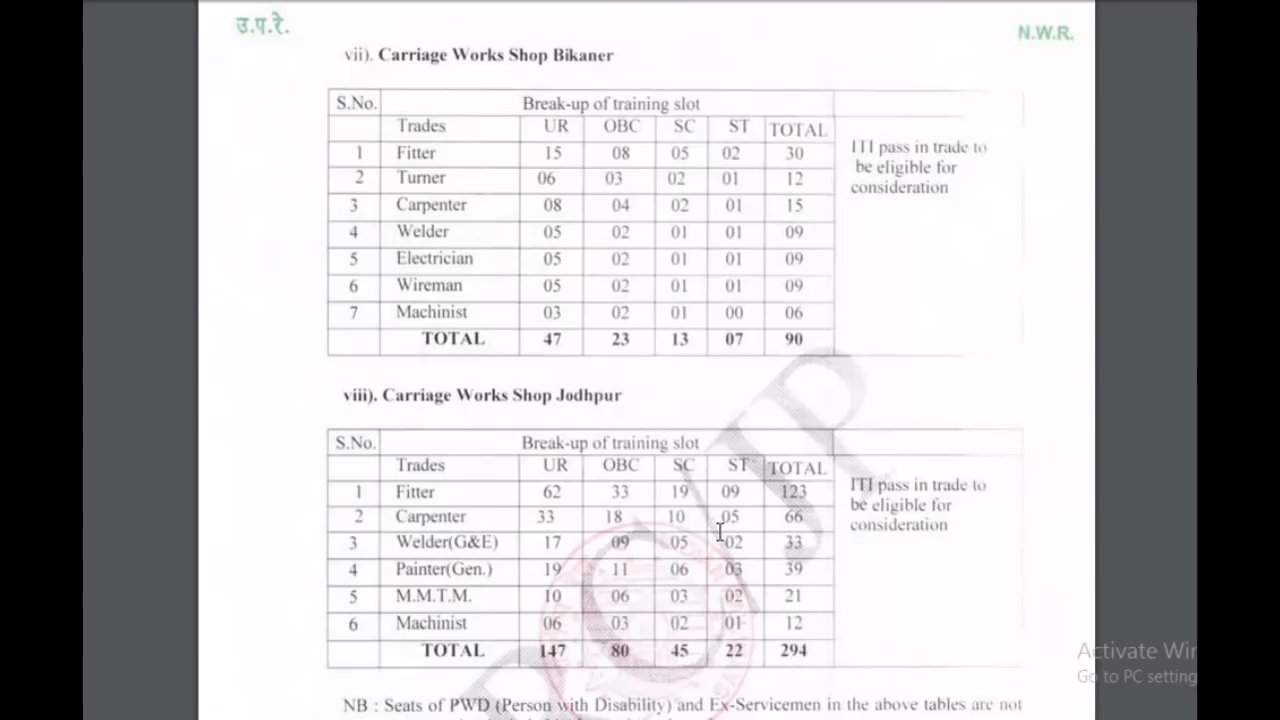 उ.प.रे.
N.W.R.
vii). Carriage Works Shop Bikaner
S.No. Break-up of training slot
Trades UR OBC SC ST TOTAL
ITI pass in trade to
be eligible for
consideration
1 Fitter 15 08 05 02 30
2 Turner 06 03 02 01 12
3 Carpenter 08 04 02 01 15
4 Welder 05 02 01 01 09
5 Electrician 05 02 01 01 09
6 Wireman 05 02 01 01 09
7 Machinist 03 02 01 00 06
TOTAL 47 23 13 07 90
viii). Carriage Works Shop Jodhpur
S.No. Break-up of training slot
Trades UR OBC SC ST TOTAL
ITI pass in trade to
be eligible for
consideration
1 Fitter 62 33 19 09 123
2 Carpenter 33 18 10 05 66
3 Welder(G&E) 17 09 05 02 33
4 Painter(Gen.) 19 11 06 03 39
5 M.M.T.M. 10 06 03 02 21
6 Machinist 06 03 02 01 12
TOTAL 147 80 45 22 294
NB : Seats of PWD (Person with Disability) and Ex-Servicemen in the above tables are not
Activate Win
Go to PC setting